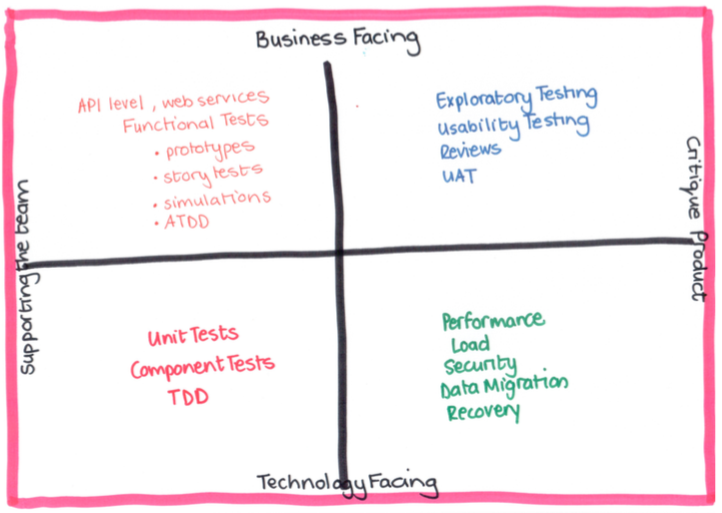 Business Facing
API level, web services
Functional Tests
• prototypes
• story tests
• simulations
• ATDD
Exploratory Testing
Usability Testing
Reviews
UAT
Supporting the team
Critique Product
Unit Tests
Component Tests
TDD
Performance
Load
Security
Data Migration
Recovery
Technology Facing